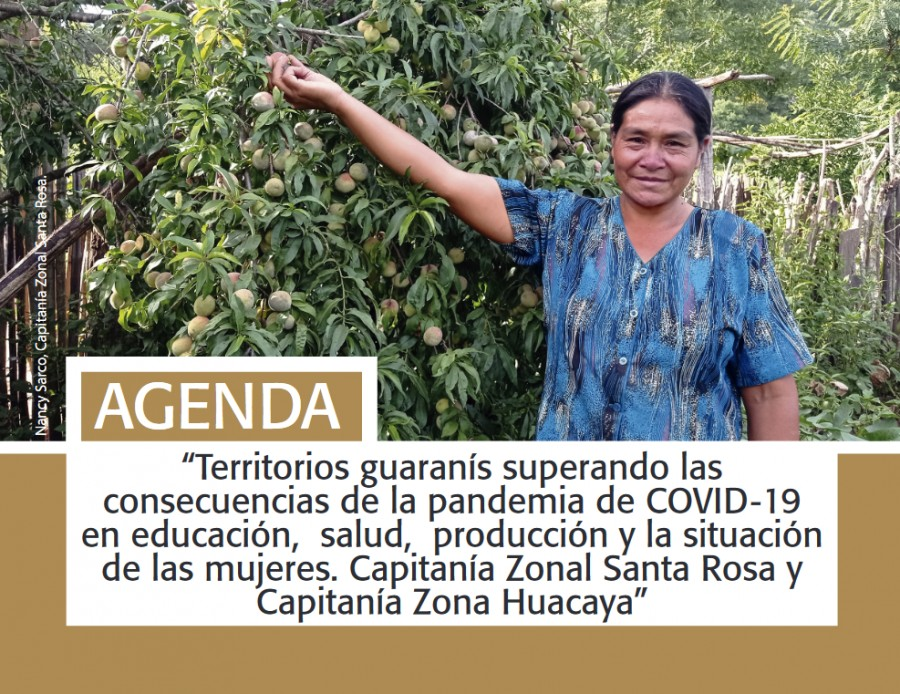 Nancy Sarco, Capitanía Zonal Santa Rosa.
AGENDA
“Territorios guaranís superando las
consecuencias de la pandemia de COVID-19
en educación,  salud,  producción y la situación
de las mujeres. Capitanía Zonal Santa Rosa y
Capitanía Zona Huacaya”